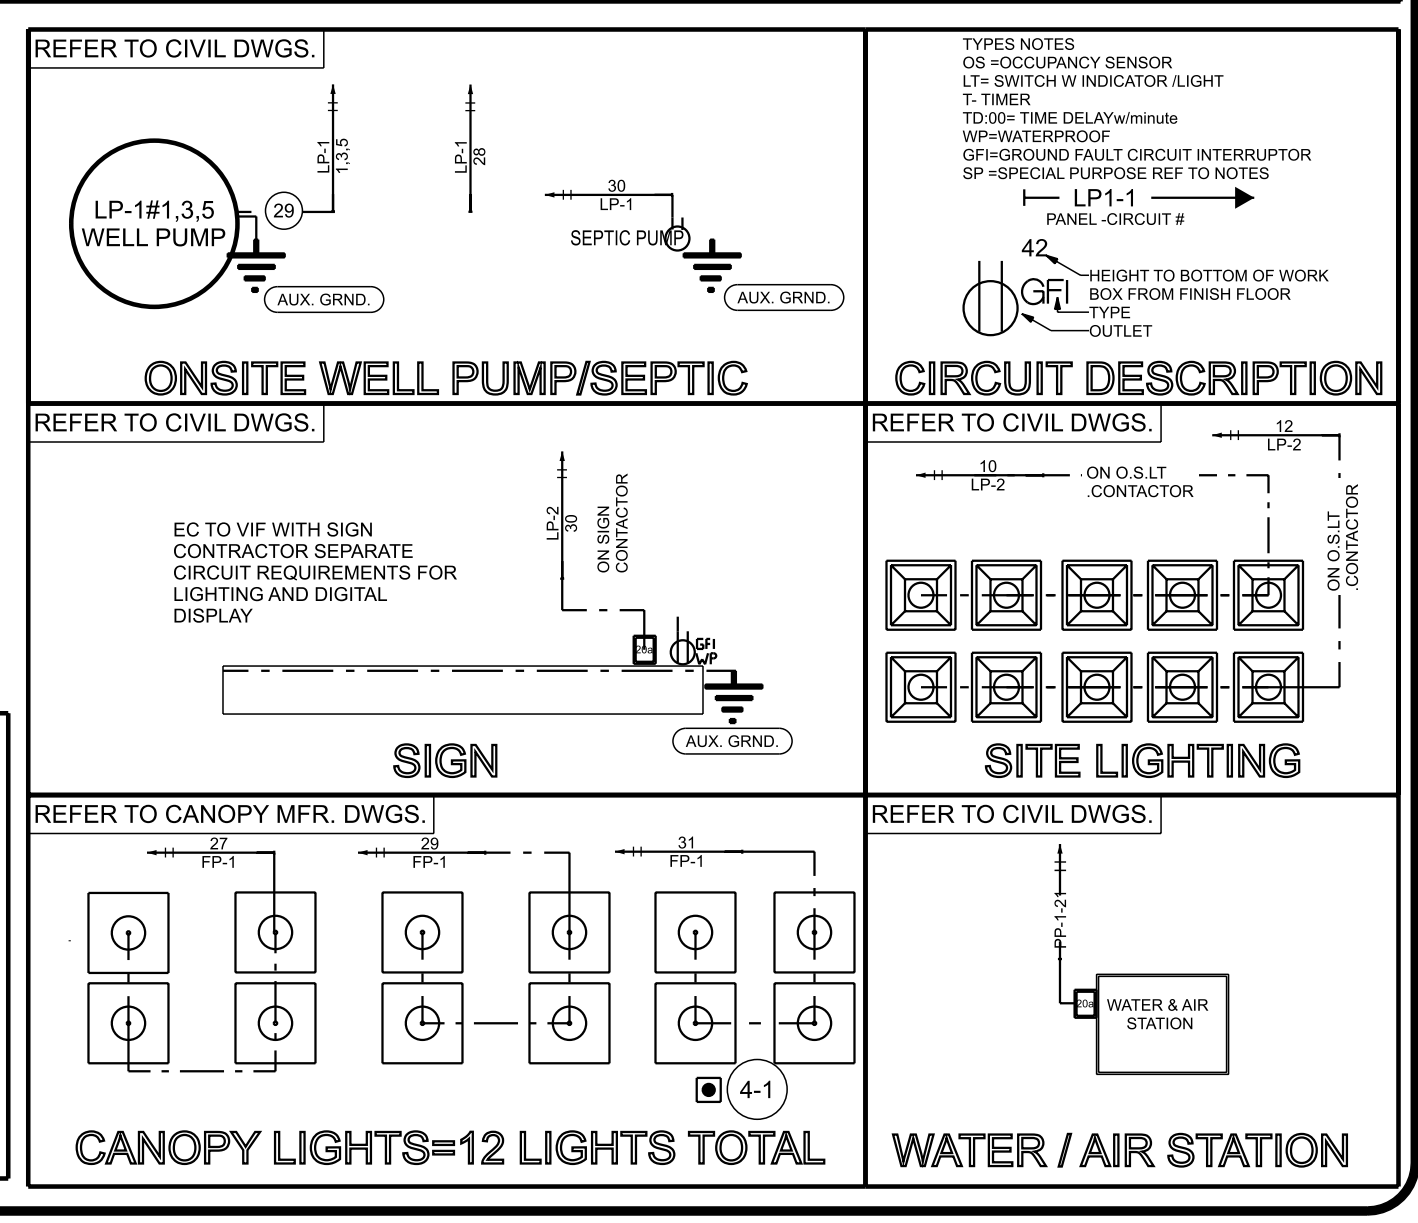 REFER TO CIVIL DWGS.
LP-1
1,3,5
LP-1
28
LP-1#1,3,5
WELL PUMP
29
30
LP-1
SEPTIC PUMP
AUX. GRND.
AUX. GRND.
ONSITE WELL PUMP/SEPTIC
TYPES NOTES
OS =OCCUPANCY SENSOR
LT= SWITCH W INDICATOR /LIGHT
T- TIMER
TD:00= TIME DELAYw/minute
WP=WATERPROOF
GFI=GROUND FAULT CIRCUIT INTERRUPTOR
SP =SPECIAL PURPOSE REF TO NOTES
LP1-1
PANEL -CIRCUIT #
42
HEIGHT TO BOTTOM OF WORK
BOX FROM FINISH FLOOR
GFI
TYPE
OUTLET
CIRCUIT DESCRIPTION
REFER TO CIVIL DWGS.
EC TO VIF WITH SIGN
CONTRACTOR SEPARATE
CIRCUIT REQUIREMENTS FOR
LIGHTING AND DIGITAL
DISPLAY
LP-2
30
ON SIGN
CONTACTOR
20a
GFI
WP
AUX. GRND.
SIGN
REFER TO CIVIL DWGS.
12
LP-2
10
LP-2
ON O.S.LT
.CONTACTOR
ON O.S.LT
.CONTACTOR
SITE LIGHTING
REFER TO CANOPY MFR. DWGS.
27
FP-1
29
FP-1
31
FP-1
4-1
CANOPY LIGHTS=12 LIGHTS TOTAL
REFER TO CIVIL DWGS.
PP-1-21
20a
WATER & AIR
STATION
WATER / AIR STATION